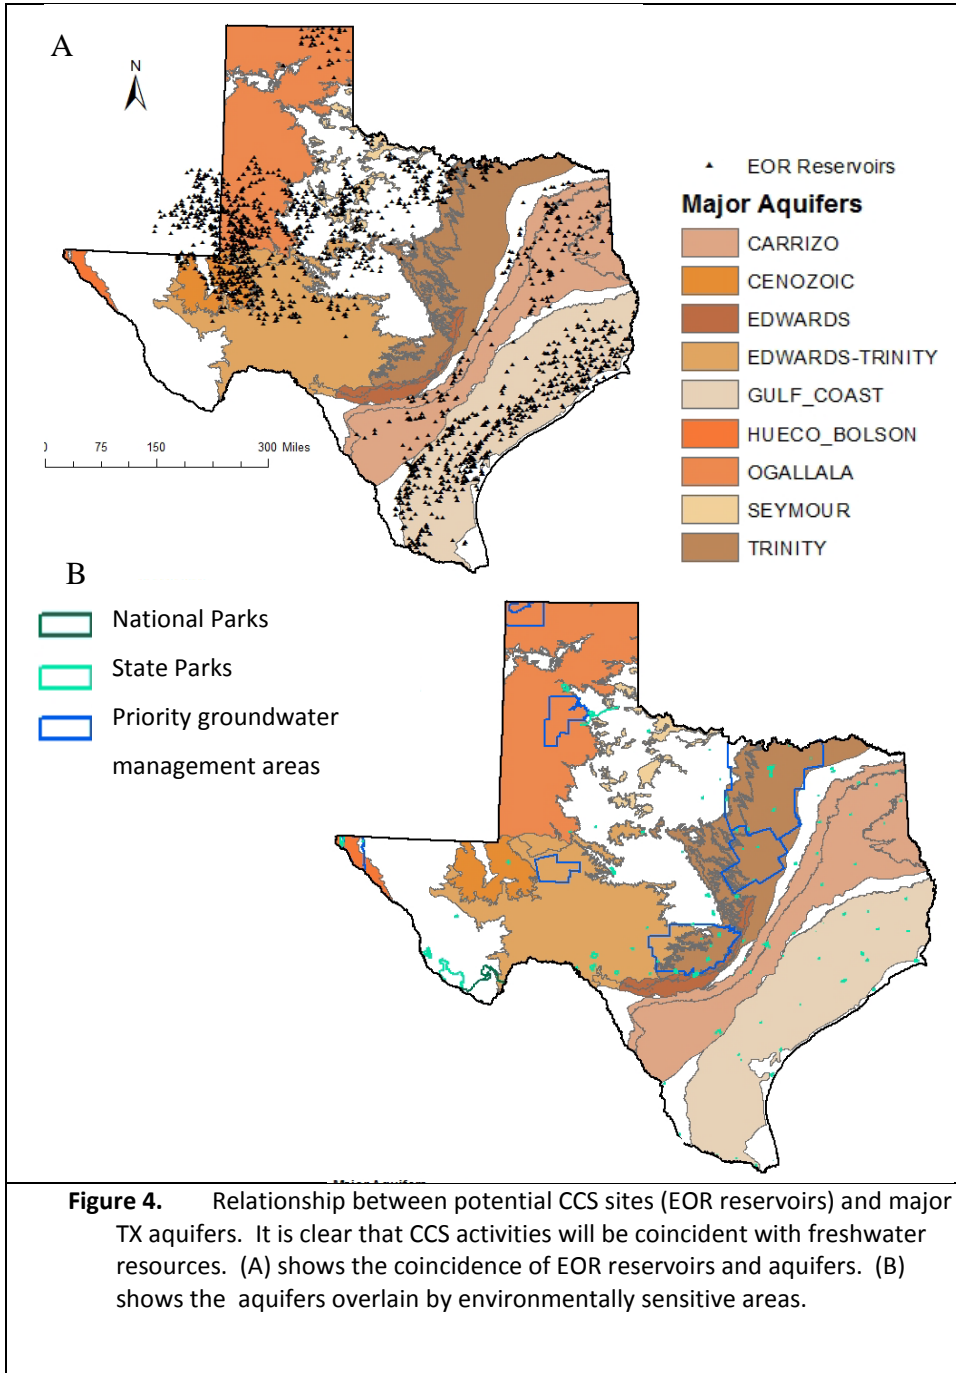 A
N
EOR Reservoirs
Major Aquifers
CARRIZO
CENOZOIC
EDWARDS
EDWARDS-TRINITY
GULF_COAST
HUECO_BOLSON
OGALLALA
SEYMOUR
TRINITY
75 150 300 Miles
B
National Parks
State Parks
Priority groundwater
management areas
Figure 4. Relationship between potential CCS sites (EOR reservoirs) and major
TX aquifers. It is clear that CCS activities will be coincident with freshwater
resources. (A) shows the coincidence of EOR reservoirs and aquifers. (B)
shows the aquifers overlain by environmentally sensitive areas.